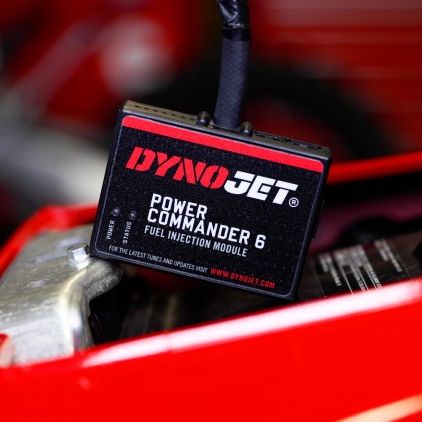 DYNOJET®
POWER
COMMANDER 6
FUEL INJECTION MODULE
POWER
STATUS
FOR THE LATEST TUNES AND UPDATES VISIT WWW.DYNOJET.COM